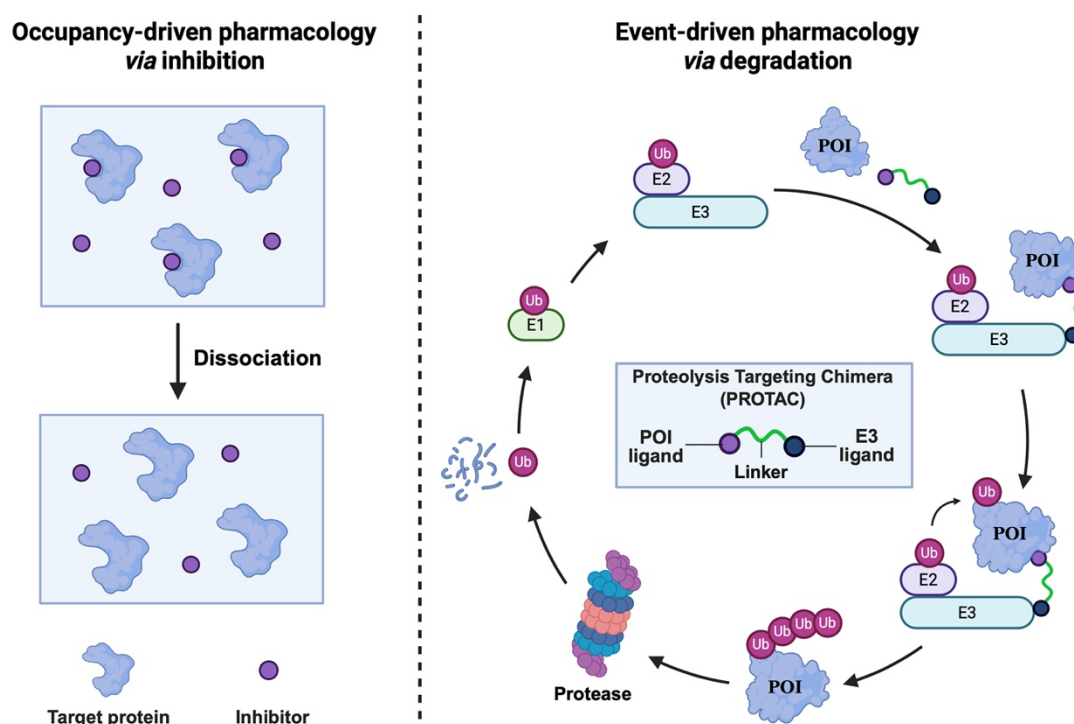 Occupancy-driven pharmacology
via inhibition
Dissociation
Target protein
Inhibitor
Event-driven pharmacology
via degradation
Ub
E2
E3
POI
POI
Ub
E2
E3
Ub
E1
Proteolysis Targeting Chimera
(PROTAC)
POI
ligand
Linker
E3
ligand
Ub
Ub
POI
Ub
E2
E3
Ub Ub Ub Ub
POI
Protease